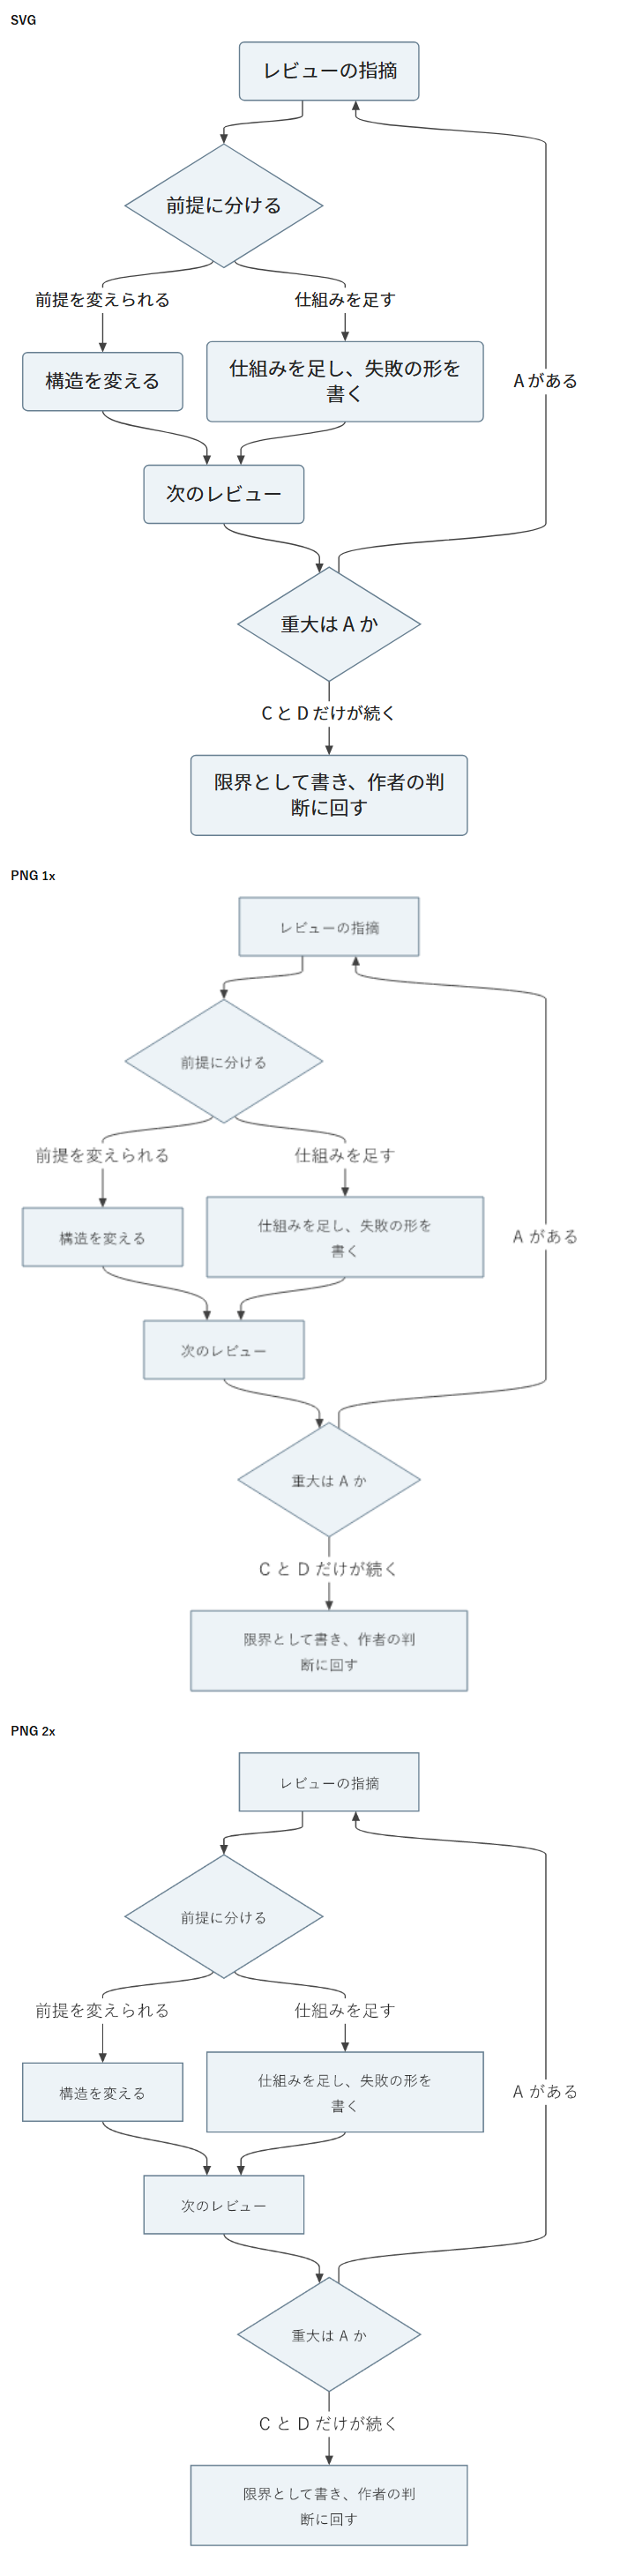 SVG
レビューの指摘
前提に分ける
前提を変えられる
仕組みを足す
構造を変える
仕組みを足し、失敗の形を
書く
A がある
次のレビュー
重大は A か
C と D だけが続く
限界として書き、作者の判
断に回す
PNG 1x
レビューの指摘
前提に分ける
前提を変えられる
仕組みを足す
構造を変える
仕組みを足し、失敗の形を
書く
A がある
次のレビュー
重大は A か
C と D だけが続く
限界として書き、作者の判
断に回す
PNG 2x
レビューの指摘
前提に分ける
前提を変えられる
仕組みを足す
構造を変える
仕組みを足し、失敗の形を
書く
A がある
次のレビュー
重大は A か
C と D だけが続く
限界として書き、作者の判
断に回す